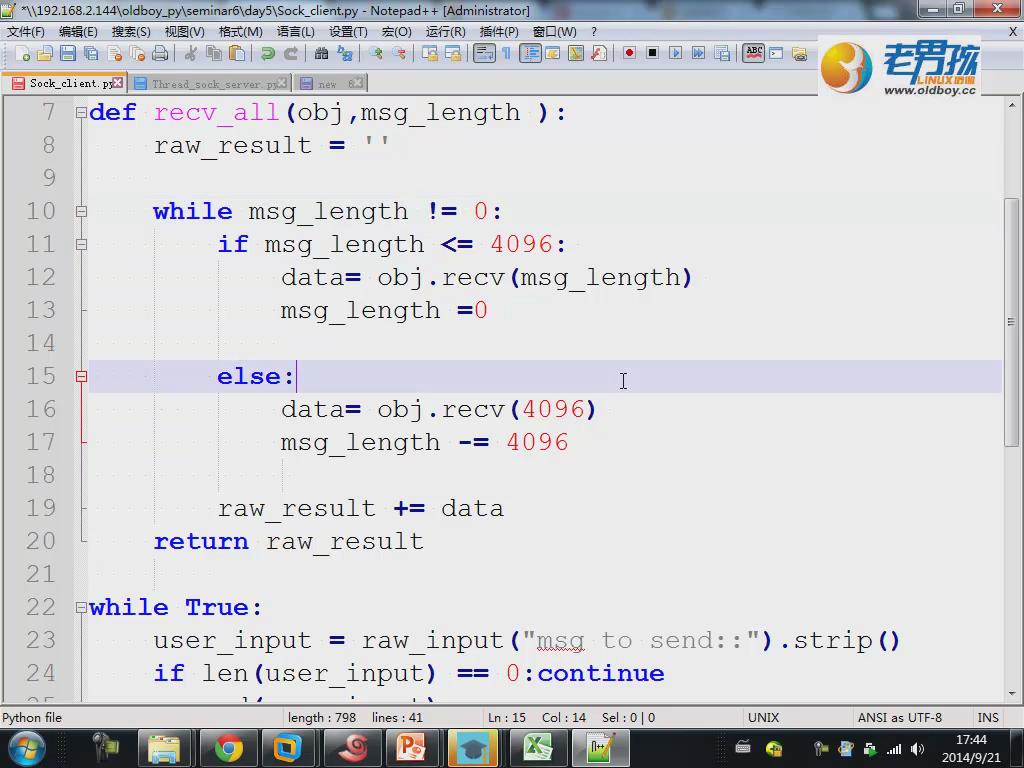 *\\192.168.2.144\oldboy_py\seminar6\day5\Sock_client.py - Notepad++ [Administrator]
文件(F) 编辑(E) 搜索(S) 视图(V) 格式(M) 语言(L) 设置(T) 宏(O) 运行(R) 插件(P) 窗口(W) ? X
老男孩
LINUX培训
www.oldboy.cc
Sock_client.py Thread_sock_server.py new 6
7 def recv_all(obj,msg_length ):
8 raw_result = ''
9
10 while msg_length != 0:
11 if msg_length <= 4096:
12 data= obj.recv(msg_length)
13 msg_length =0
14
15 else:
16 data= obj.recv(4096)
17 msg_length -= 4096
18
19 raw_result += data
20 return raw_result
21
22 while True:
23 user_input = raw_input("msg to send::").strip()
24 if len(user_input) == 0:continue
Python file length : 798 lines : 41 Ln : 15 Col : 14 Sel : 0 | 0 UNIX ANSI as UTF-8 INS
17:44
2014/9/21